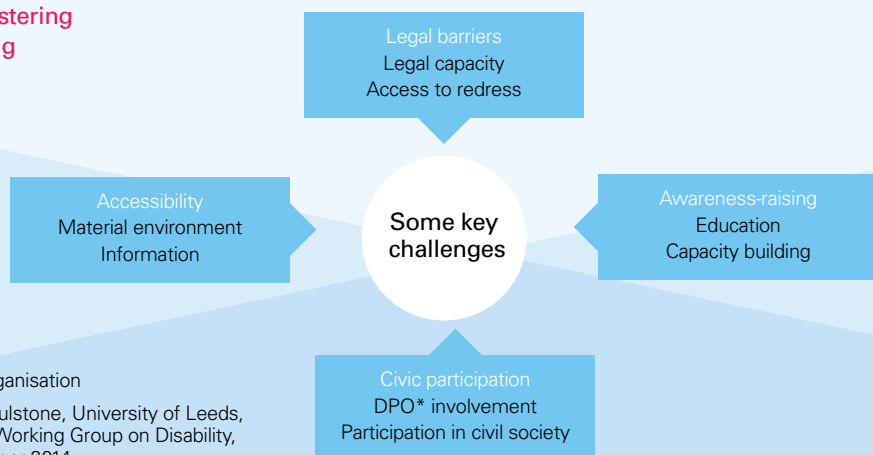 Legal barriers
Legal capacity
Access to redress
Accessibility
Material environment
Information
Some key
challenges
Awareness-raising
Education
Capacity building
Civic participation
DPO* involvement
Participation in civil society
University of Leeds,
Working Group on Disability,
2014